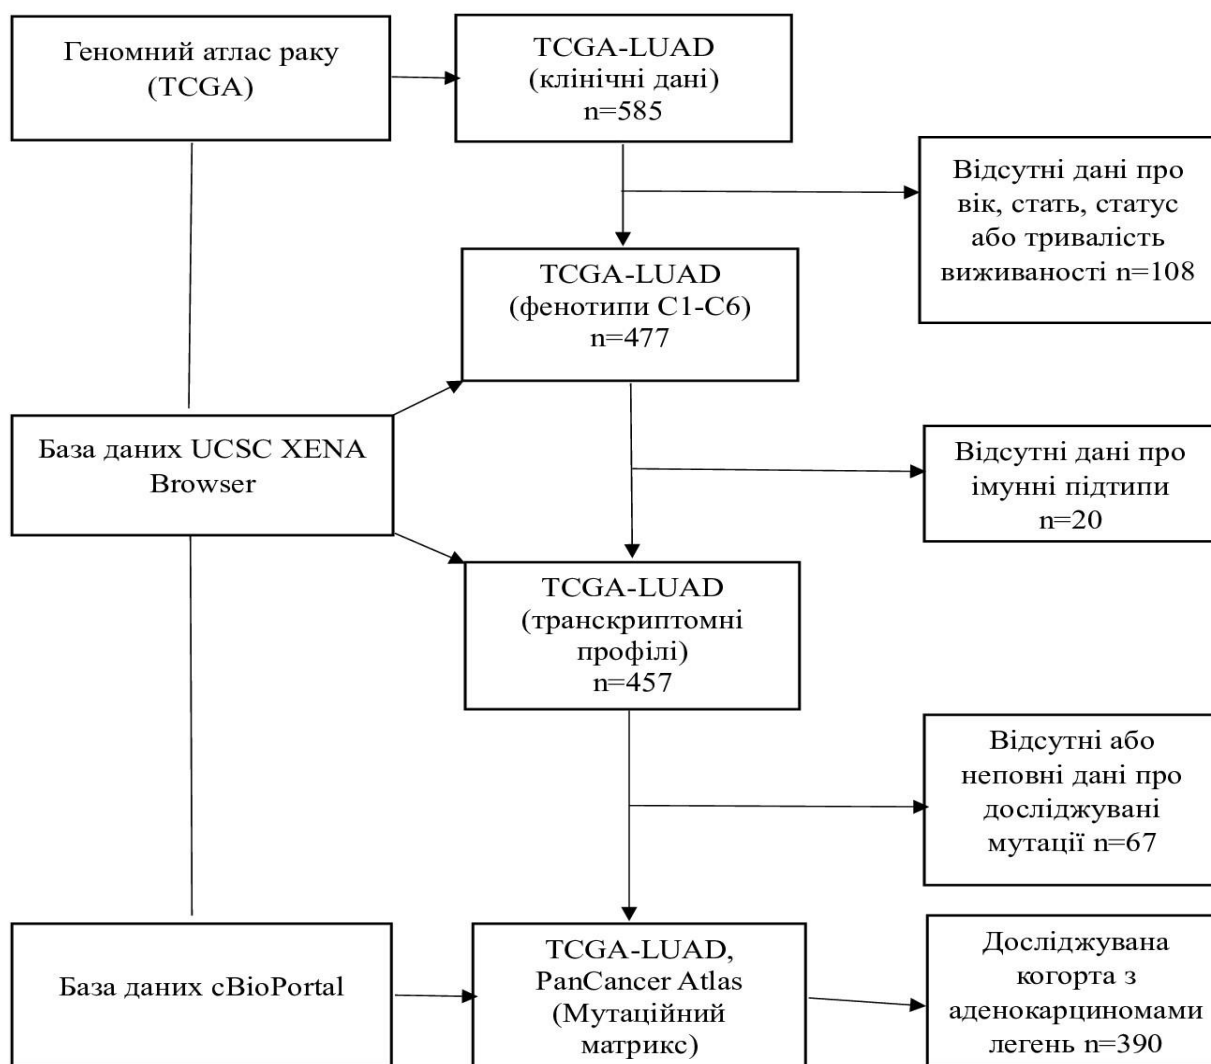 Геномний атлас раку
(TCGA)
TCGA-LUAD
(клінічні дані)
n=585
Відсутні дані про
вік, стать, статус
або тривалість
виживаності n=108
TCGA-LUAD
(фенотипи C1-C6)
n=477
База даних UCSC XENA
Browser
Відсутні дані про
імунні підтипи
n=20
TCGA-LUAD
(транскриптомні
профілі)
n=457
Відсутні або
неповні дані про
досліджувані
мутації n=67
База даних cBioPortal
TCGA-LUAD,
PanCancer Atlas
(Мутаційний
матрикс)
Досліджувана
когорта з
аденокарциномами
легень n=390